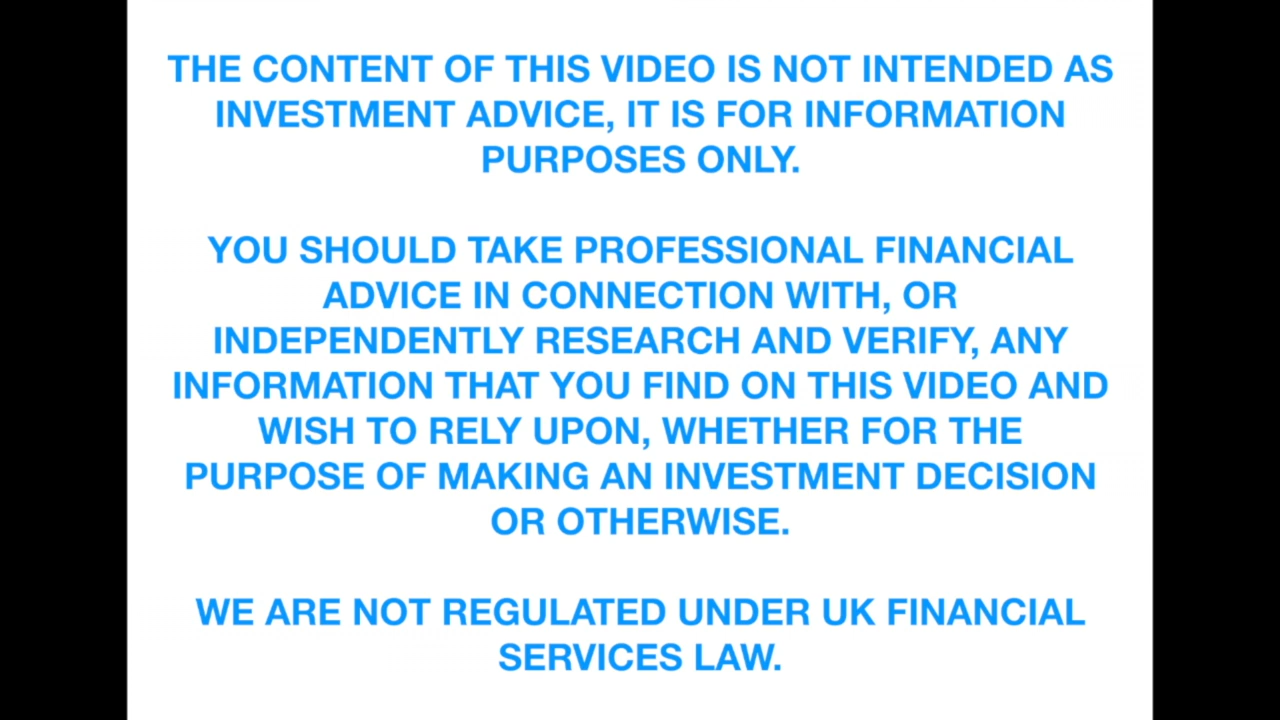 THE CONTENT OF THIS VIDEO IS NOT INTENDED AS
INVESTMENT ADVICE, IT IS FOR INFORMATION
PURPOSES ONLY.
YOU SHOULD TAKE PROFESSIONAL FINANCIAL
ADVICE IN CONNECTION WITH, OR
INDEPENDENTLY RESEARCH AND VERIFY, ANY
INFORMATION THAT YOU FIND ON THIS VIDEO AND
WISH TO RELY UPON, WHETHER FOR THE
PURPOSE OF MAKING AN INVESTMENT DECISION
OR OTHERWISE.
WE ARE NOT REGULATED UNDER UK FINANCIAL
SERVICES LAW.